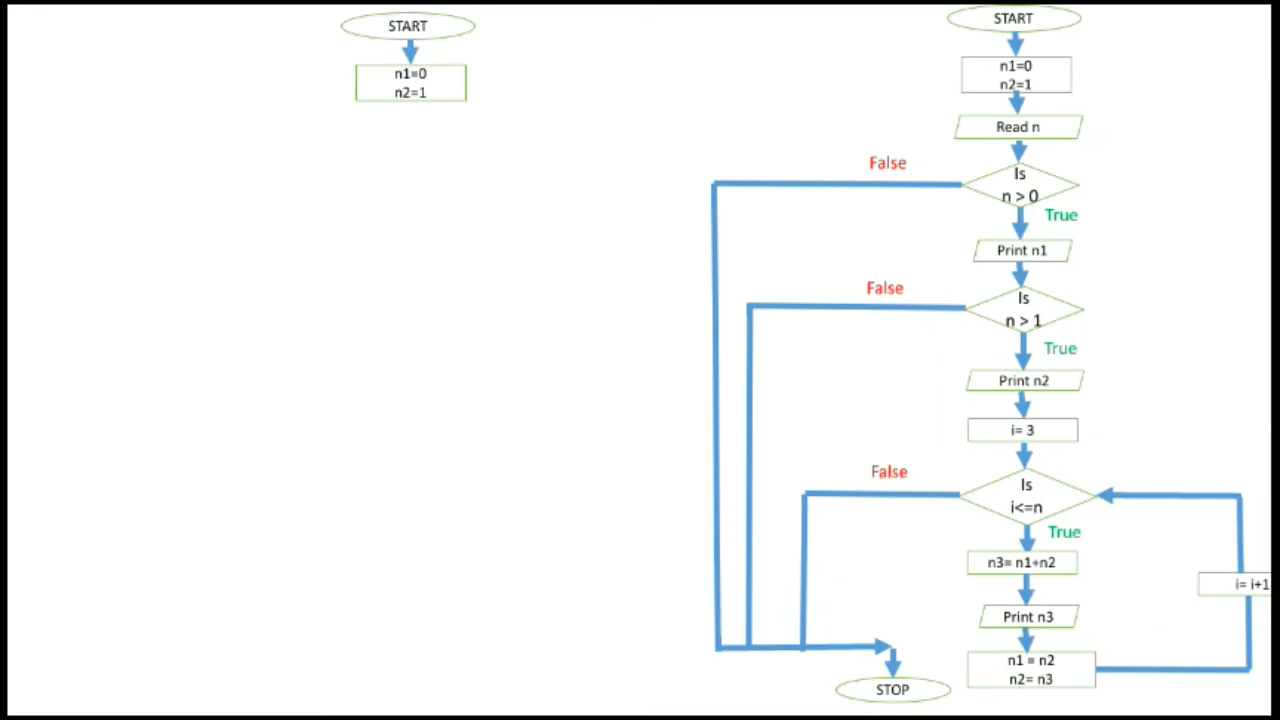 START
n1=0
n2=1
START
n1=0
n2=1
Read n
False
Is
n > 0
True
Print n1
False
Is
n > 1
True
Print n2
i= 3
False
Is
i<=n
True
n3= n1+n2
i= i+1
Print n3
n1 = n2
n2= n3
STOP